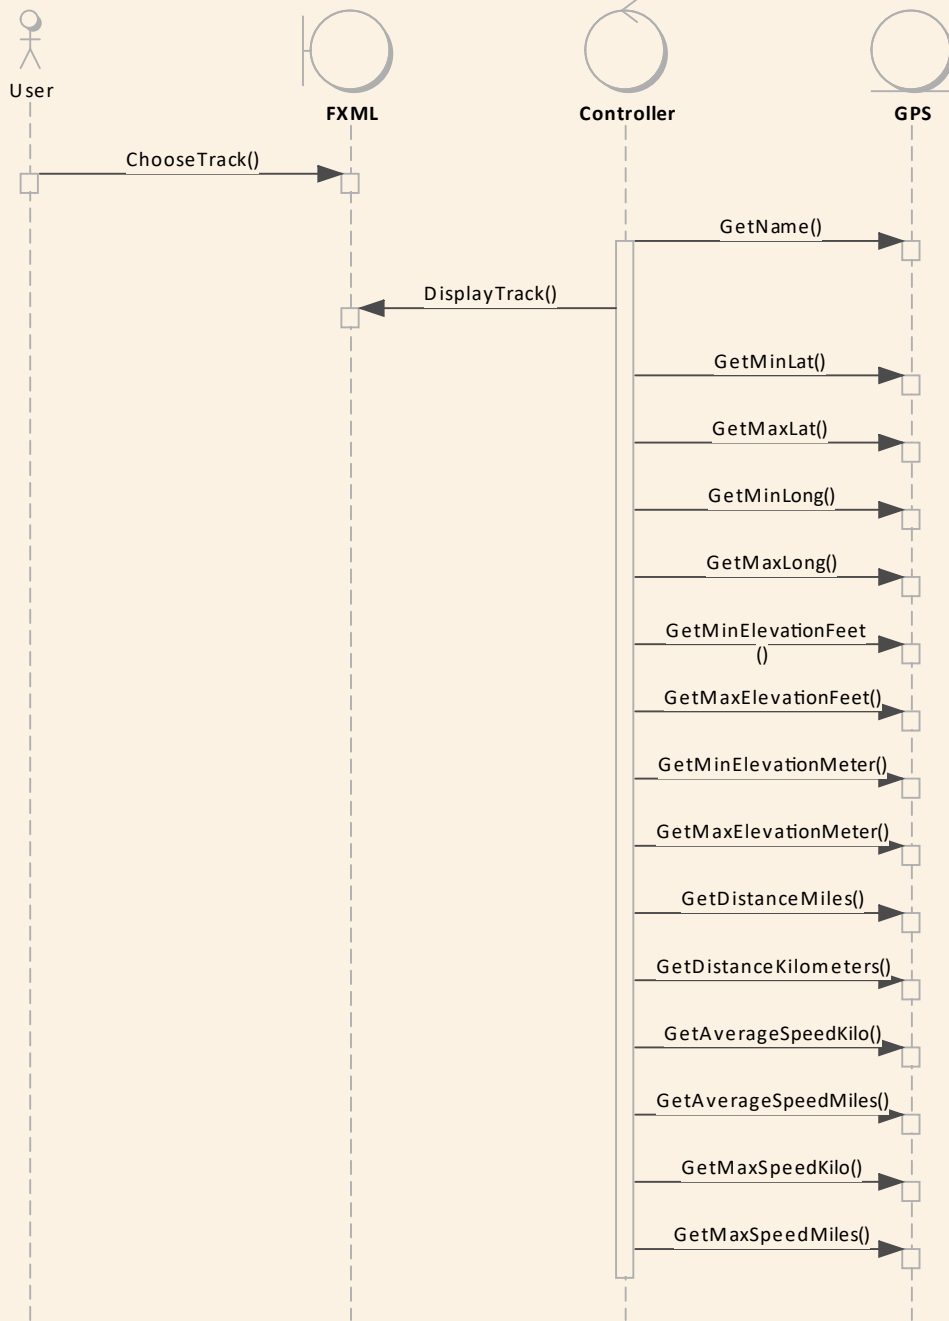 User
FXML
Controller
GPS
ChooseTrack()
GetName()
DisplayTrack()
GetMinLat()
GetMaxLat()
GetMinLong()
GetMaxLong()
GetMinElevationFeet
()
GetMaxElevationFeet()
GetMinElevationMeter()
GetMaxElevationMeter()
GetDistanceMiles()
GetDistanceKilometers()
GetAverageSpeedKilo()
GetAverageSpeedMiles()
GetMaxSpeedKilo()
GetMaxSpeedMiles()